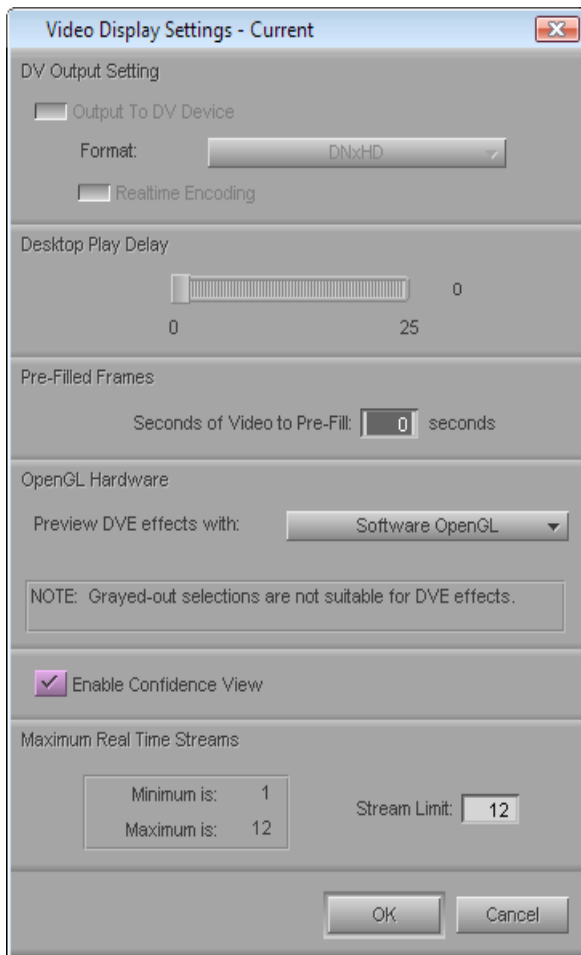 Video Display Settings - Current
DV Output Setting
Output To DV Device
Format: DNxHD
Realtime Encoding
Desktop Play Delay
0
0 25
Pre-Filled Frames
Seconds of Video to Pre-Fill: 0 seconds
OpenGL Hardware
Preview DVE effects with: Software OpenGL
NOTE: Grayed-out selections are not suitable for DVE effects.
Enable Confidence View
Maximum Real Time Streams
Minimum is: 1
Maximum is: 12
Stream Limit: 12
OK Cancel